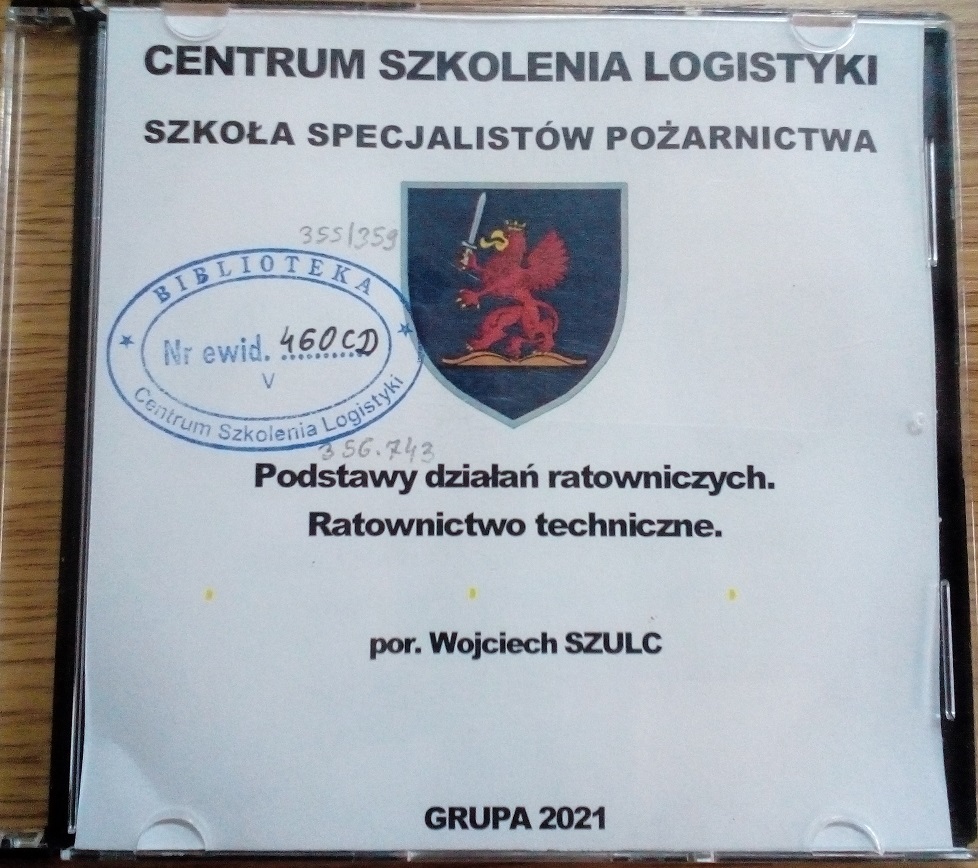 CENTRUM SZKOLENIA LOGISTYKI
SZKOŁA SPECJALISTÓW POŻARNICTWA
355/359
BIBLIOTEKA
Nr ewid. 460CD
V
Centrum Szkolenia Logistyki
356.743
Podstawy działań ratowniczych.
Ratownictwo techniczne.
por. Wojciech SZULC
GRUPA 2021